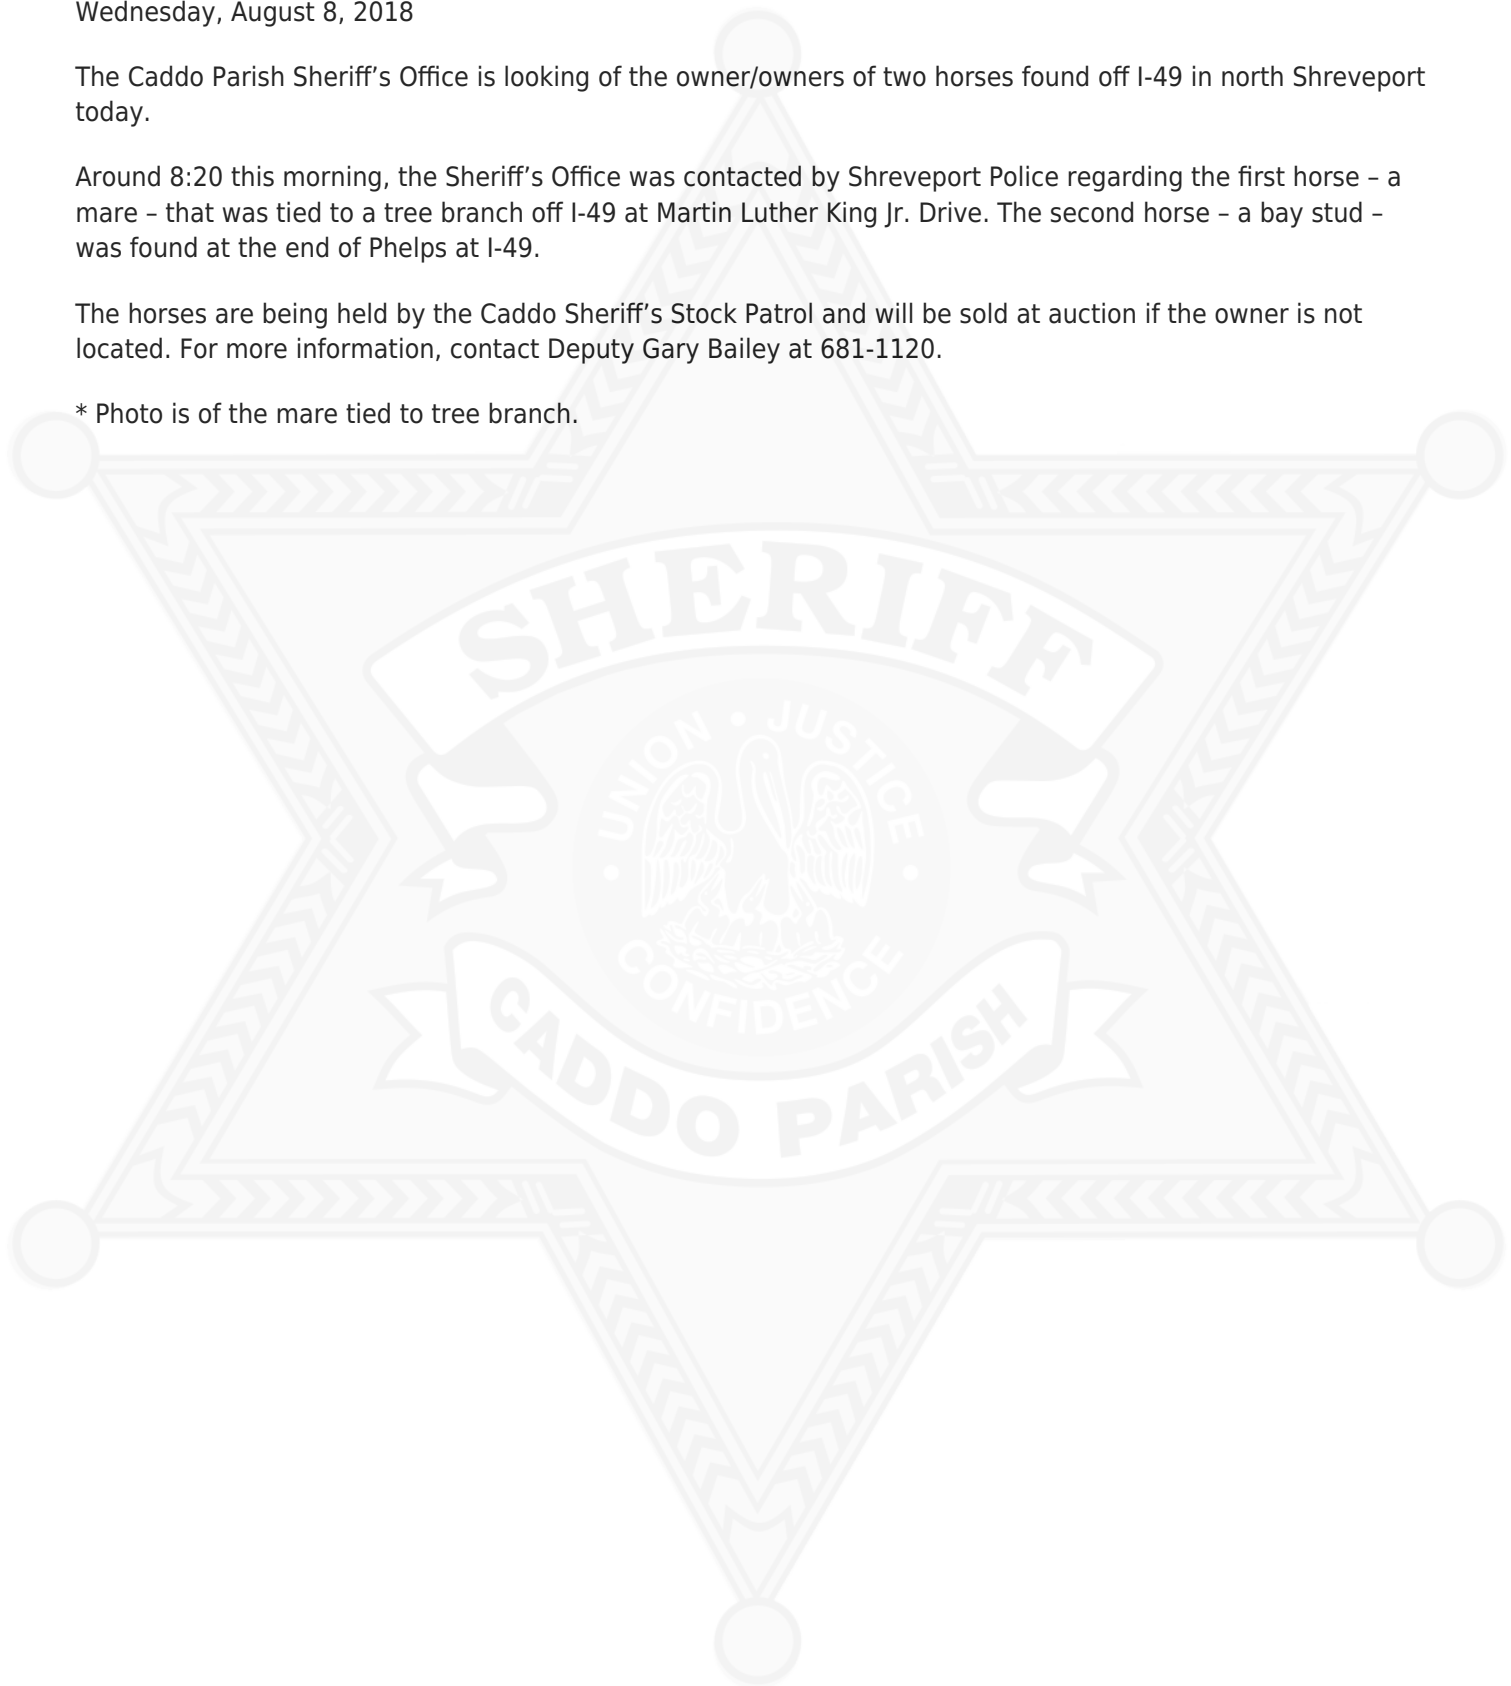 Wednesday, August 8, 2018
The Caddo Parish Sheriff’s Office is looking of the owner/owners of two horses found off I-49 in north Shreveport
today.
Around 8:20 this morning, the Sheriff’s Office was contacted by Shreveport Police regarding the first horse – a
mare – that was tied to a tree branch off I-49 at Martin Luther King Jr. Drive. The second horse – a bay stud –
was found at the end of Phelps at I-49.
The horses are being held by the Caddo Sheriff’s Stock Patrol and will be sold at auction if the owner is not
located. For more information, contact Deputy Gary Bailey at 681-1120.
* Photo is of the mare tied to tree branch.
SHERIFF
UNION • JUSTICE
• CONFIDENCE •
CADDO PARISH